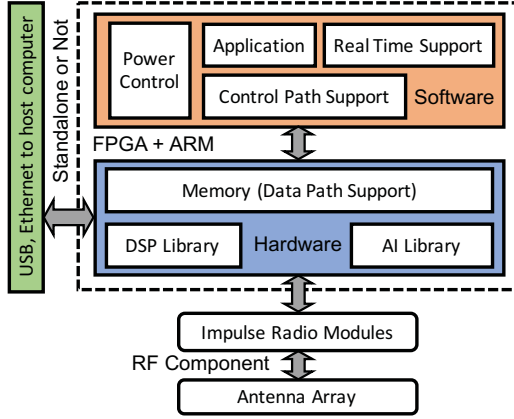 USB, Ethernet to host computer
Standalone or Not
Power
Control
Application
Real Time Support
Control Path Support
Software
FPGA + ARM
Memory (Data Path Support)
DSP Library
Hardware
AI Library
Impulse Radio Modules
RF Component
Antenna Array